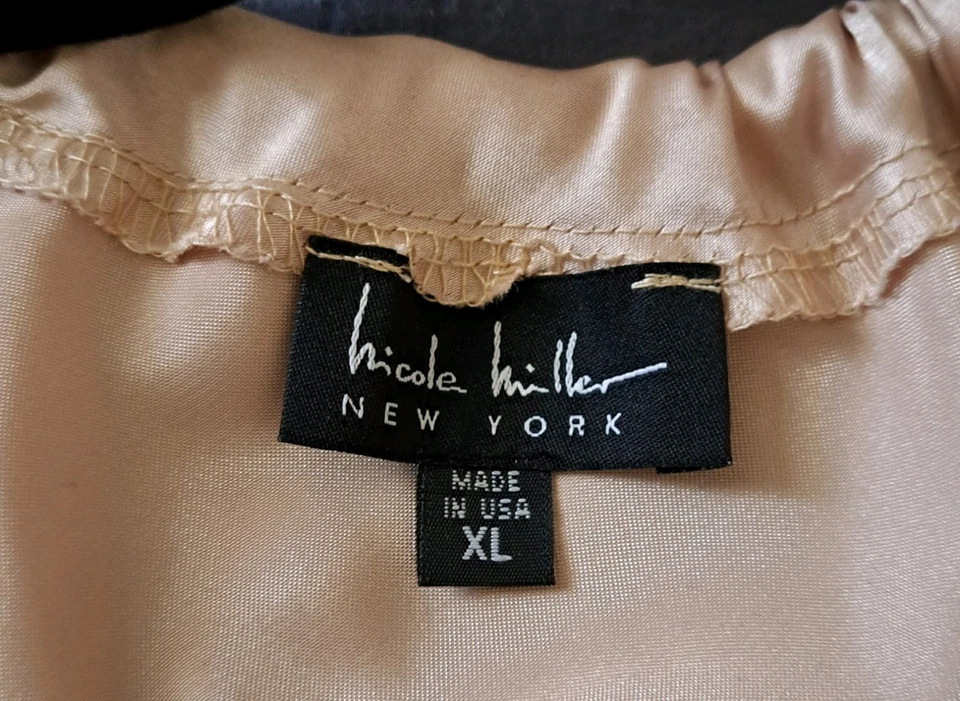 Nicole Miller
NEW YORK
MADE
IN USA
XL